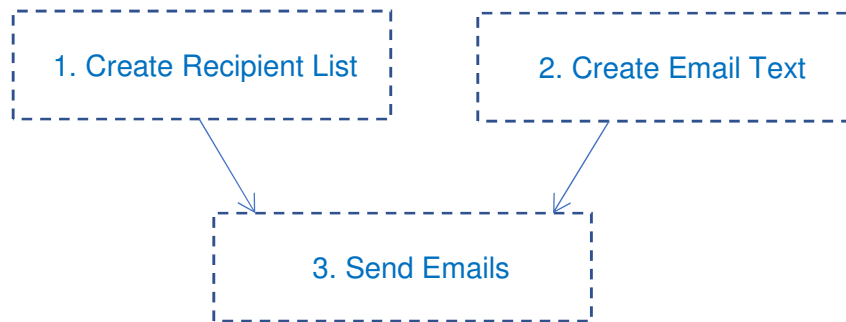 1. Create Recipient List
2. Create Email Text
3. Send Emails